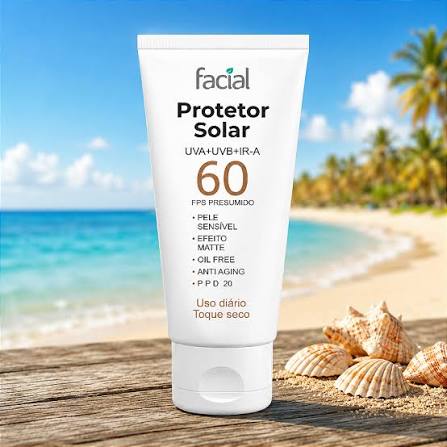 facial
Protetor
Solar
UVA+UVB+IR-A
60
FPS PRESUMIDO
• PELE
SENSÍVEL
• EFEITO
MATTE
• OIL FREE
• ANTI AGING
• P P D 20
Uso diário
Toque seco